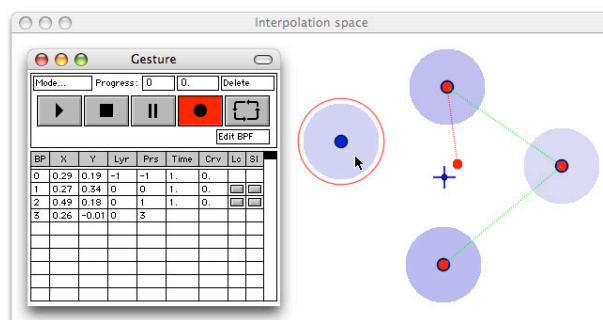 Interpolation space
Gesture
Mode... Progress: 0 0. Delete
Edit BPF
BP X Y Lyr Prs Time Crv Lc Sl
0 0.29 0.19 -1 -1 1. 0.
1 0.27 0.34 0 0 1. 0.
2 0.49 0.18 0 1 1. 0.
3 0.26 -0.01 0 3